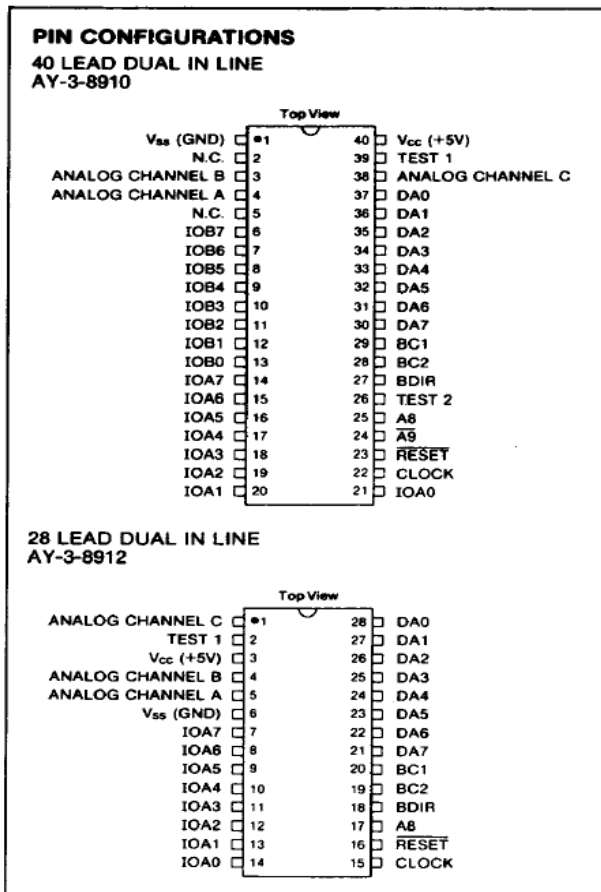 PIN CONFIGURATIONS
40 LEAD DUAL IN LINE
AY-3-8910
Top View
Vss (GND) 1 40 Vcc (+5V)
N.C. 2 39 TEST 1
ANALOG CHANNEL B 3 38 ANALOG CHANNEL C
ANALOG CHANNEL A 4 37 DA0
N.C. 5 36 DA1
IOB7 6 35 DA2
IOB6 7 34 DA3
IOB5 8 33 DA4
IOB4 9 32 DA5
IOB3 10 31 DA6
IOB2 11 30 DA7
IOB1 12 29 BC1
IOB0 13 28 BC2
IOA7 14 27 BDIR
IOA6 15 26 TEST 2
IOA5 16 25 A8
IOA4 17 24 A̅9̅
IOA3 18 23 R̅E̅S̅E̅T̅
IOA2 19 22 CLOCK
IOA1 20 21 IOA0
28 LEAD DUAL IN LINE
AY-3-8912
Top View
ANALOG CHANNEL C 1 28 DA0
TEST 1 2 27 DA1
Vcc (+5V) 3 26 DA2
ANALOG CHANNEL B 4 25 DA3
ANALOG CHANNEL A 5 24 DA4
Vss (GND) 6 23 DA5
IOA7 7 22 DA6
IOA6 8 21 DA7
IOA5 9 20 BC1
IOA4 10 19 BC2
IOA3 11 18 BDIR
IOA2 12 17 A8
IOA1 13 16 R̅E̅S̅E̅T̅
IOA0 14 15 CLOCK